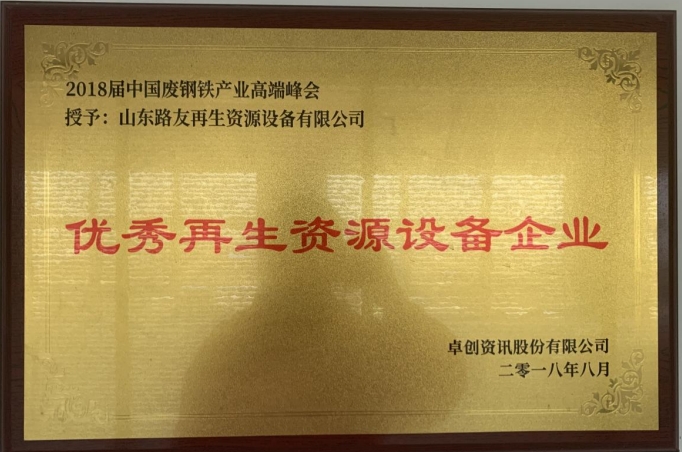 2018届中国废钢铁产业高端峰会
授予：山东路友再生资源设备有限公司
优秀再生资源设备企业
卓创资讯股份有限公司
二零一八年八月